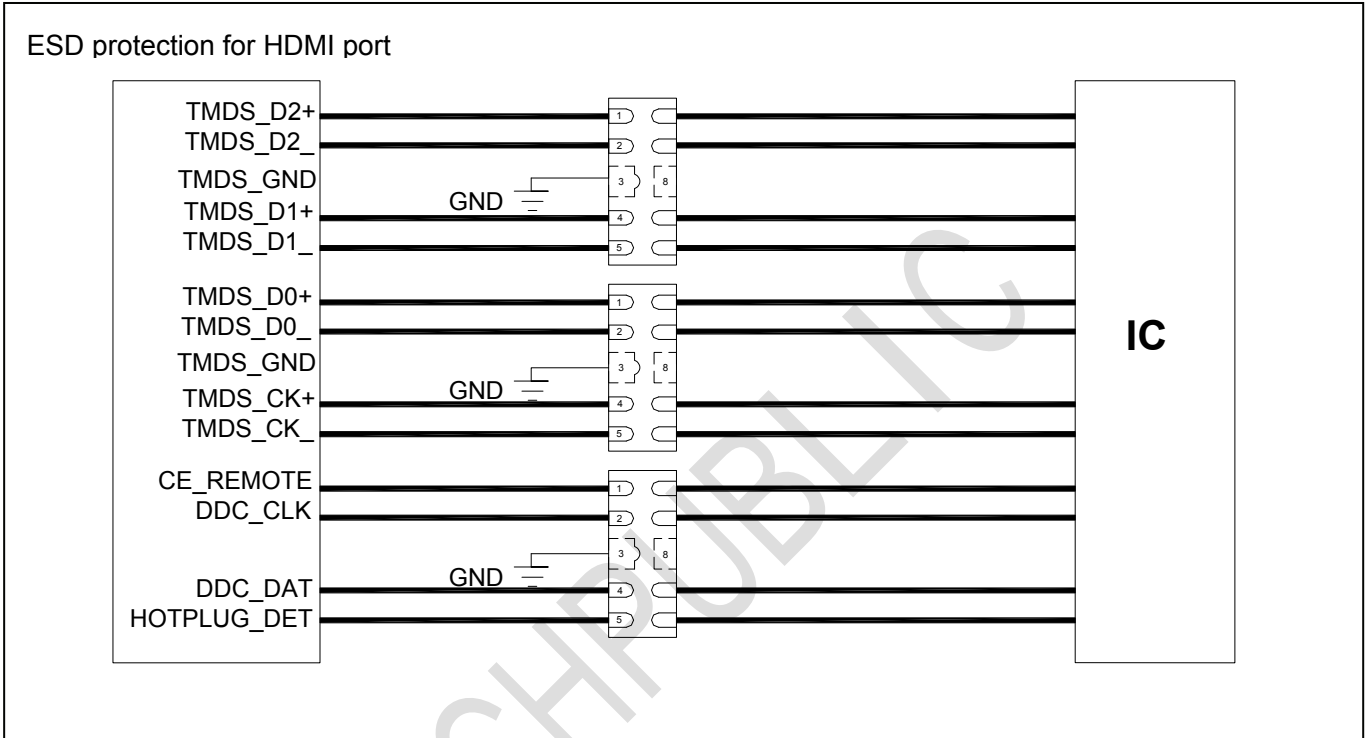 ESD protection for HDMI port
TMDS_D2+
1
TMDS_D2_
2
TMDS_GND
GND
3
8
TMDS_D1+
4
TMDS_D1_
5
TMDS_D0+
1
TMDS_D0_
2
TMDS_GND
GND
3
8
TMDS_CK+
4
TMDS_CK_
5
IC
CE_REMOTE
1
DDC_CLK
2
GND
3
8
DDC_DAT
4
HOTPLUG_DET
5
CHPUBLIC